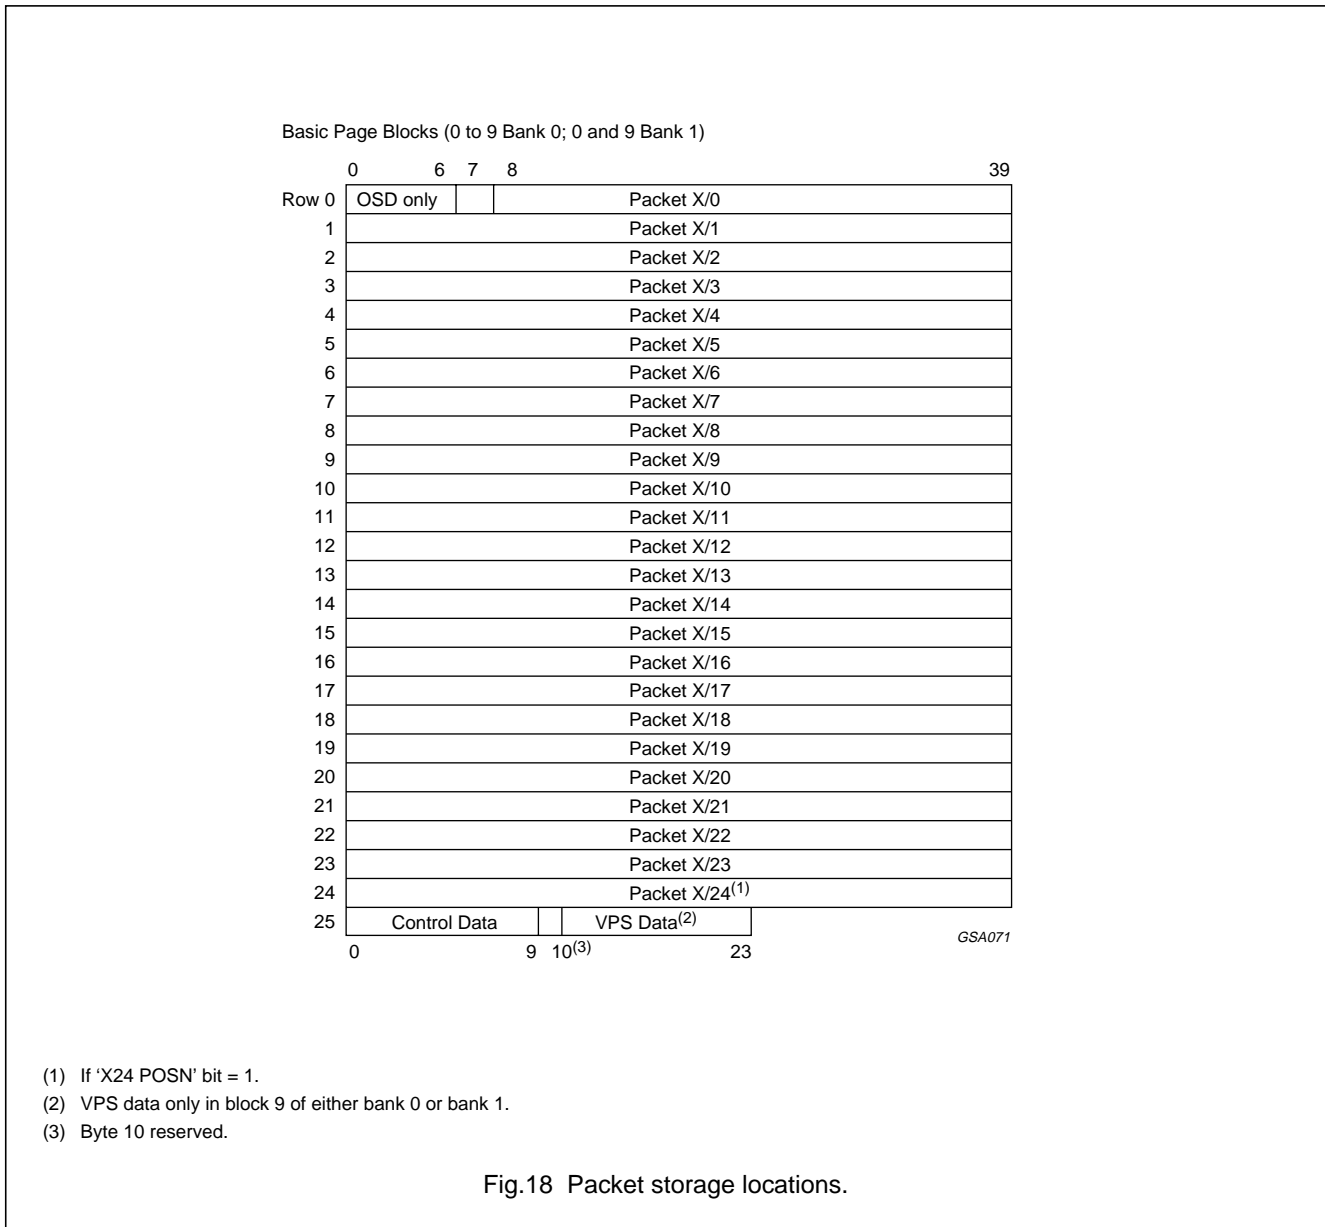 Basic Page Blocks (0 to 9 Bank 0; 0 and 9 Bank 1)
0 6 7 8 39
Row 0 OSD only Packet X/0
1 Packet X/1
2 Packet X/2
3 Packet X/3
4 Packet X/4
5 Packet X/5
6 Packet X/6
7 Packet X/7
8 Packet X/8
9 Packet X/9
10 Packet X/10
11 Packet X/11
12 Packet X/12
13 Packet X/13
14 Packet X/14
15 Packet X/15
16 Packet X/16
17 Packet X/17
18 Packet X/18
19 Packet X/19
20 Packet X/20
21 Packet X/21
22 Packet X/22
23 Packet X/23
24 Packet X/24(1)
25 Control Data VPS Data(2)
GSA071
0 9 10(3) 23
(1) If ‘X24 POSN’ bit = 1.
(2) VPS data only in block 9 of either bank 0 or bank 1.
(3) Byte 10 reserved.
Fig.18 Packet storage locations.